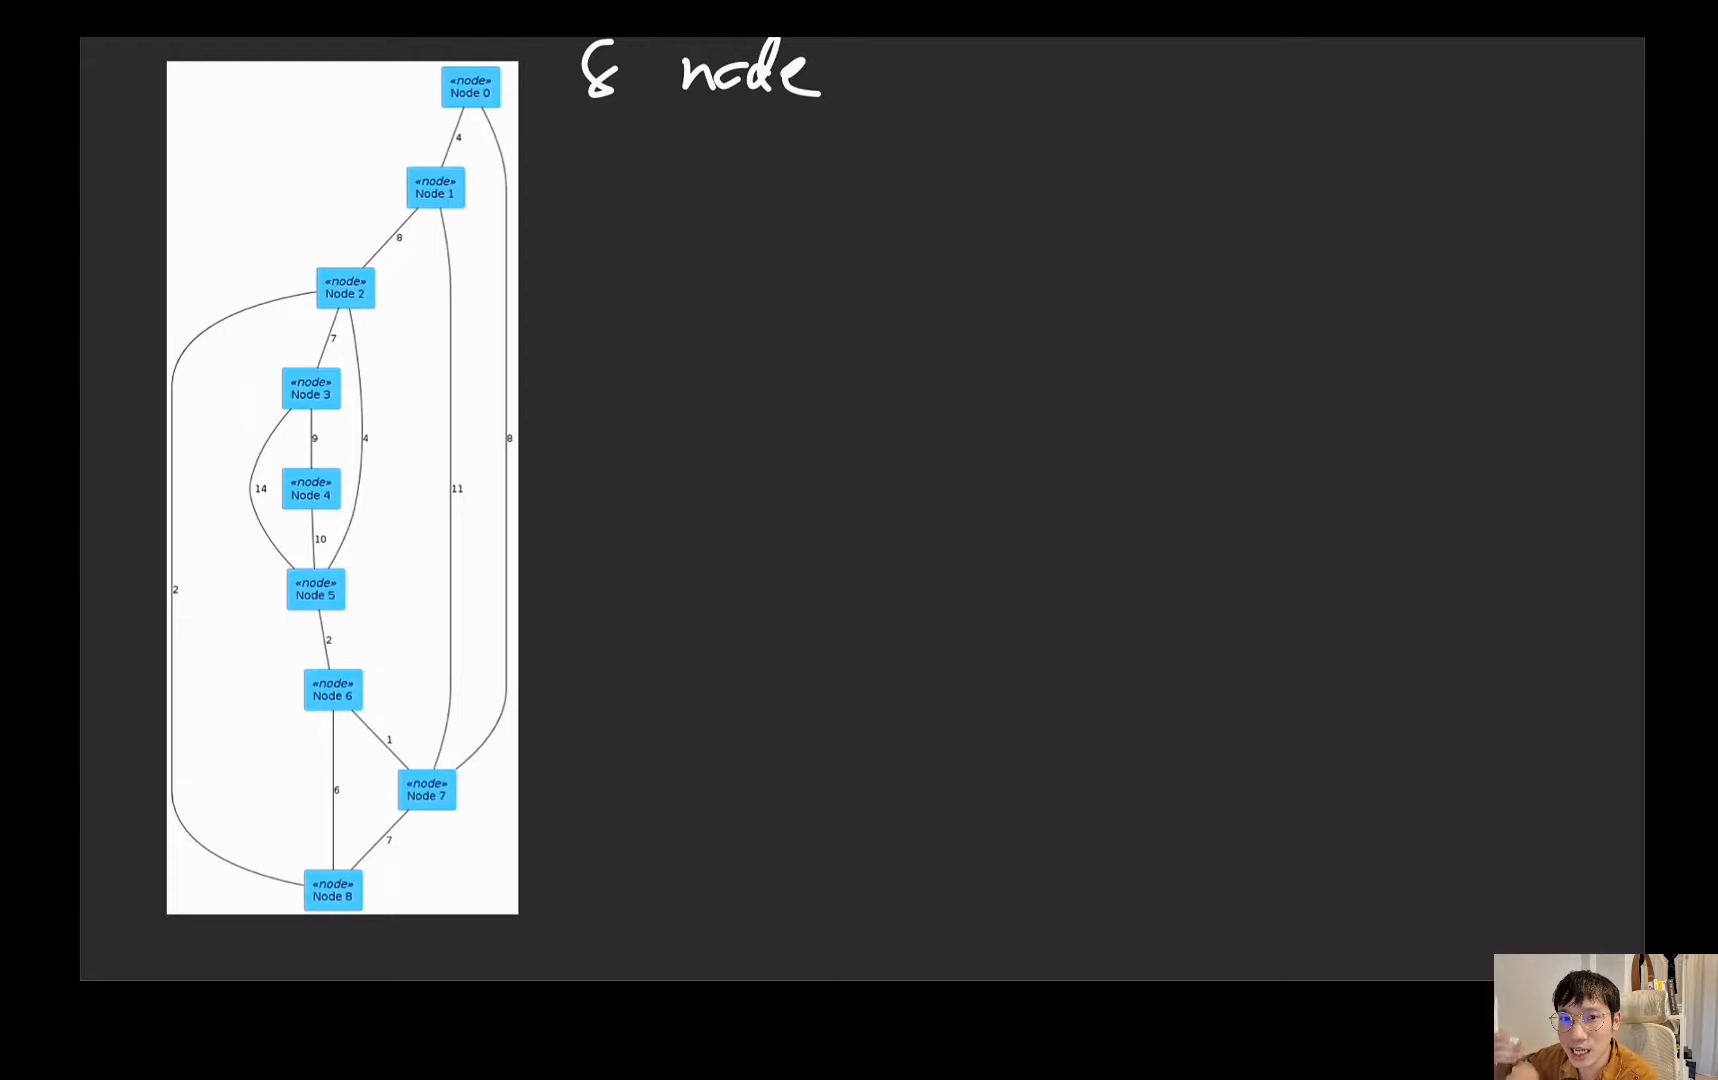 8 node
«node»
Node 0
4
«node»
Node 1
8
«node»
Node 2
7
«node»
Node 3
9
4
8
14
«node»
Node 4
11
10
«node»
Node 5
2
2
«node»
Node 6
1
6
«node»
Node 7
7
«node»
Node 8